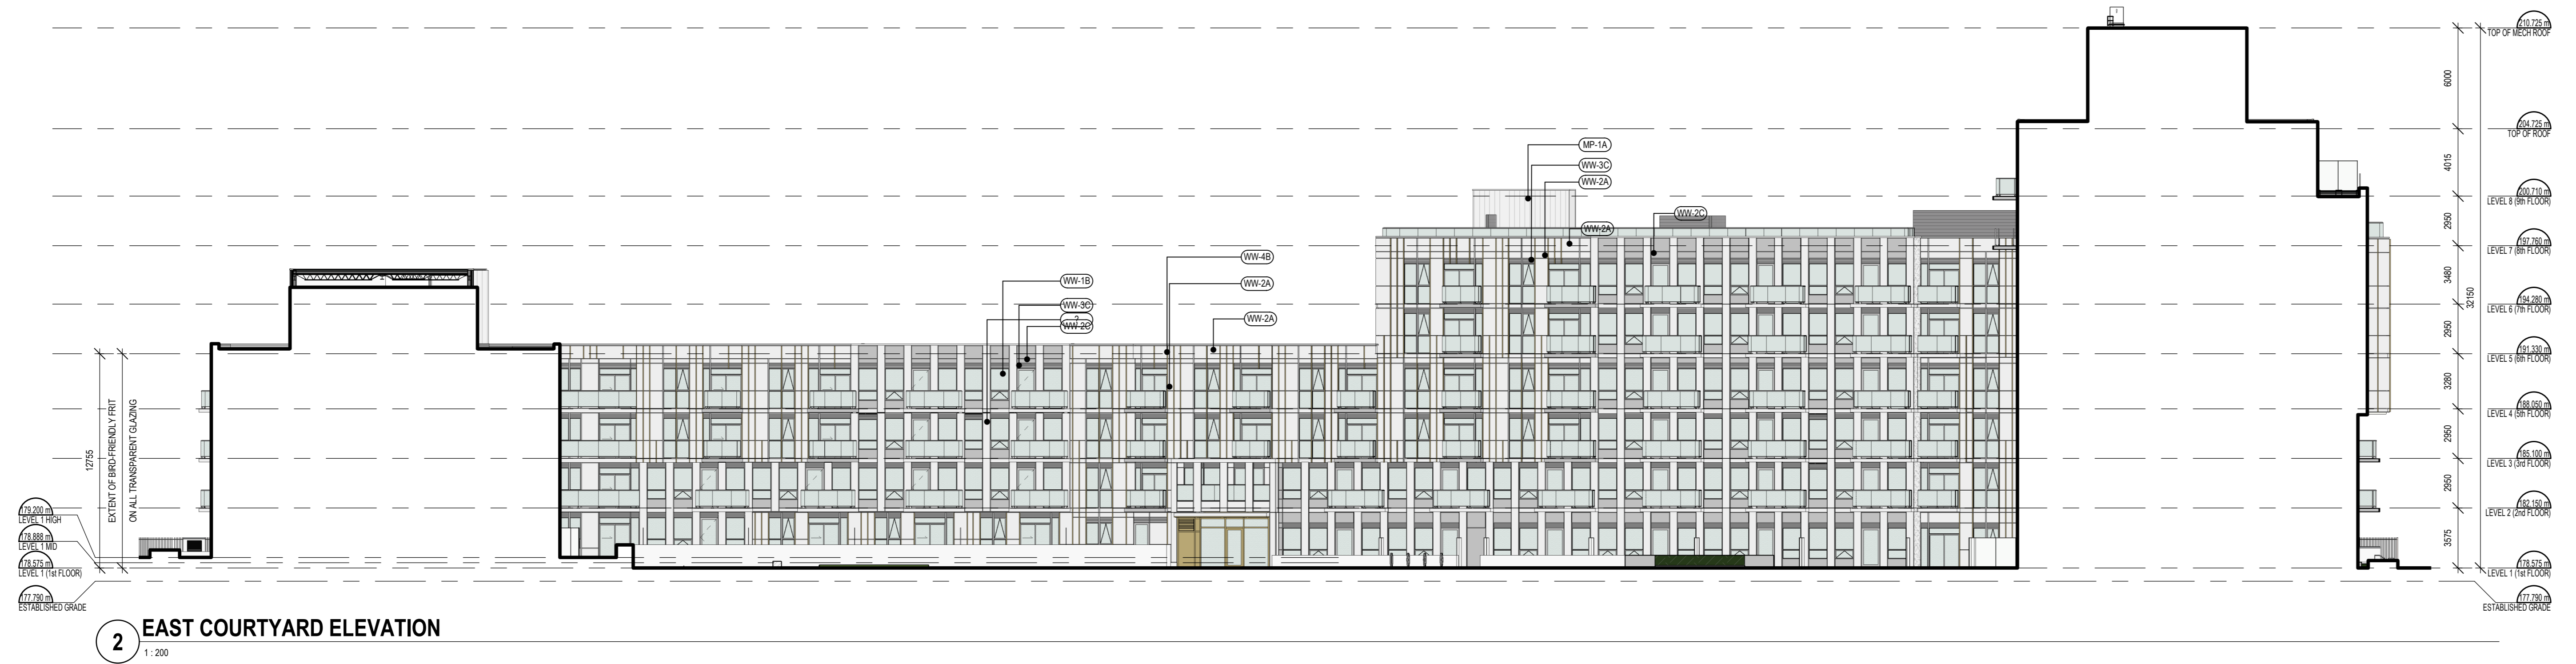 210.725 m
TOP OF MECH ROOF
6000
204.725 m
TOP OF ROOF
4015
200.710 m
LEVEL 8 (9th FLOOR)
2950
197.760 m
LEVEL 7 (8th FLOOR)
3480
32150
194.280 m
LEVEL 6 (7th FLOOR)
2950
191.330 m
LEVEL 5 (6th FLOOR)
3280
188.050 m
LEVEL 4 (5th FLOOR)
2950
185.100 m
LEVEL 3 (3rd FLOOR)
2950
182.150 m
LEVEL 2 (2nd FLOOR)
3575
178.575 m
LEVEL 1 (1st FLOOR)
177.790 m
ESTABLISHED GRADE
MP-1A
WW-3C
WW-2A
WW-2C
WW-2A
WW-4B
WW-2A
WW-2A
WW-1B
WW-3C
?
WW-2C
12755
EXTENT OF BIRD-FRIENDLY FRIT
ON ALL TRANSPARENT GLAZING
179.200 m
LEVEL 1 HIGH
178.888 m
LEVEL 1 MID
178.575 m
LEVEL 1 (1st FLOOR)
177.790 m
ESTABLISHED GRADE
2
EAST COURTYARD ELEVATION
1 : 200